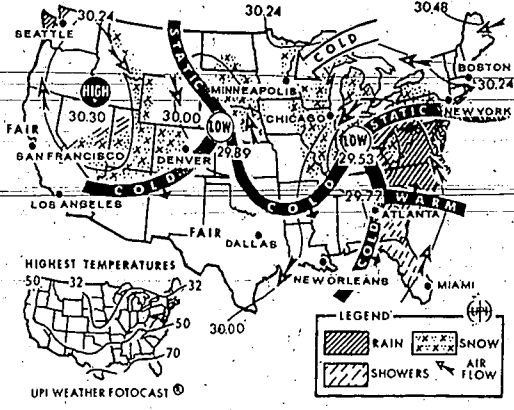 30.24
30.24
30.48
SEATTLE
STATIC
COLD
BOSTON
30.24
HIGH
30.30
MINNEAPOLIS
30.00
CHICAGO
STATIC
NEW YORK
FAIR
LOW
29.89
LOW
29.53
SAN FRANCISCO
DENVER
COLD
COLD
29.77
WARM
LOS ANGELES
ATLANTA
FAIR
DALLAS
COLD
NEW ORLEANS
MIAMI
30.00
HIGHEST TEMPERATURES
50
32
32
50
70
UPI WEATHER FOTOCAST ®
LEGEND
UPI
RAIN
SNOW
SHOWERS
AIR
FLOW